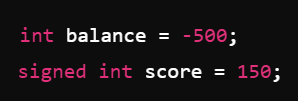 int balance = -500;
signed int score = 150;